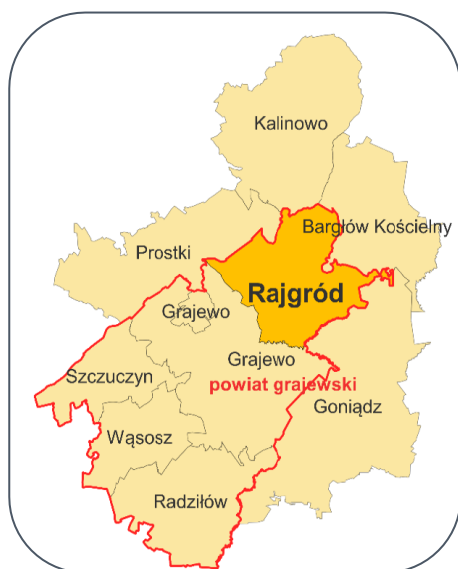 Kalinowo
Bargłów Kościelny
Prostki
Rajgród
Grajewo
Grajewo
Szczuczyn
powiat grajewski
Goniądz
Wąsosz
Radziłów